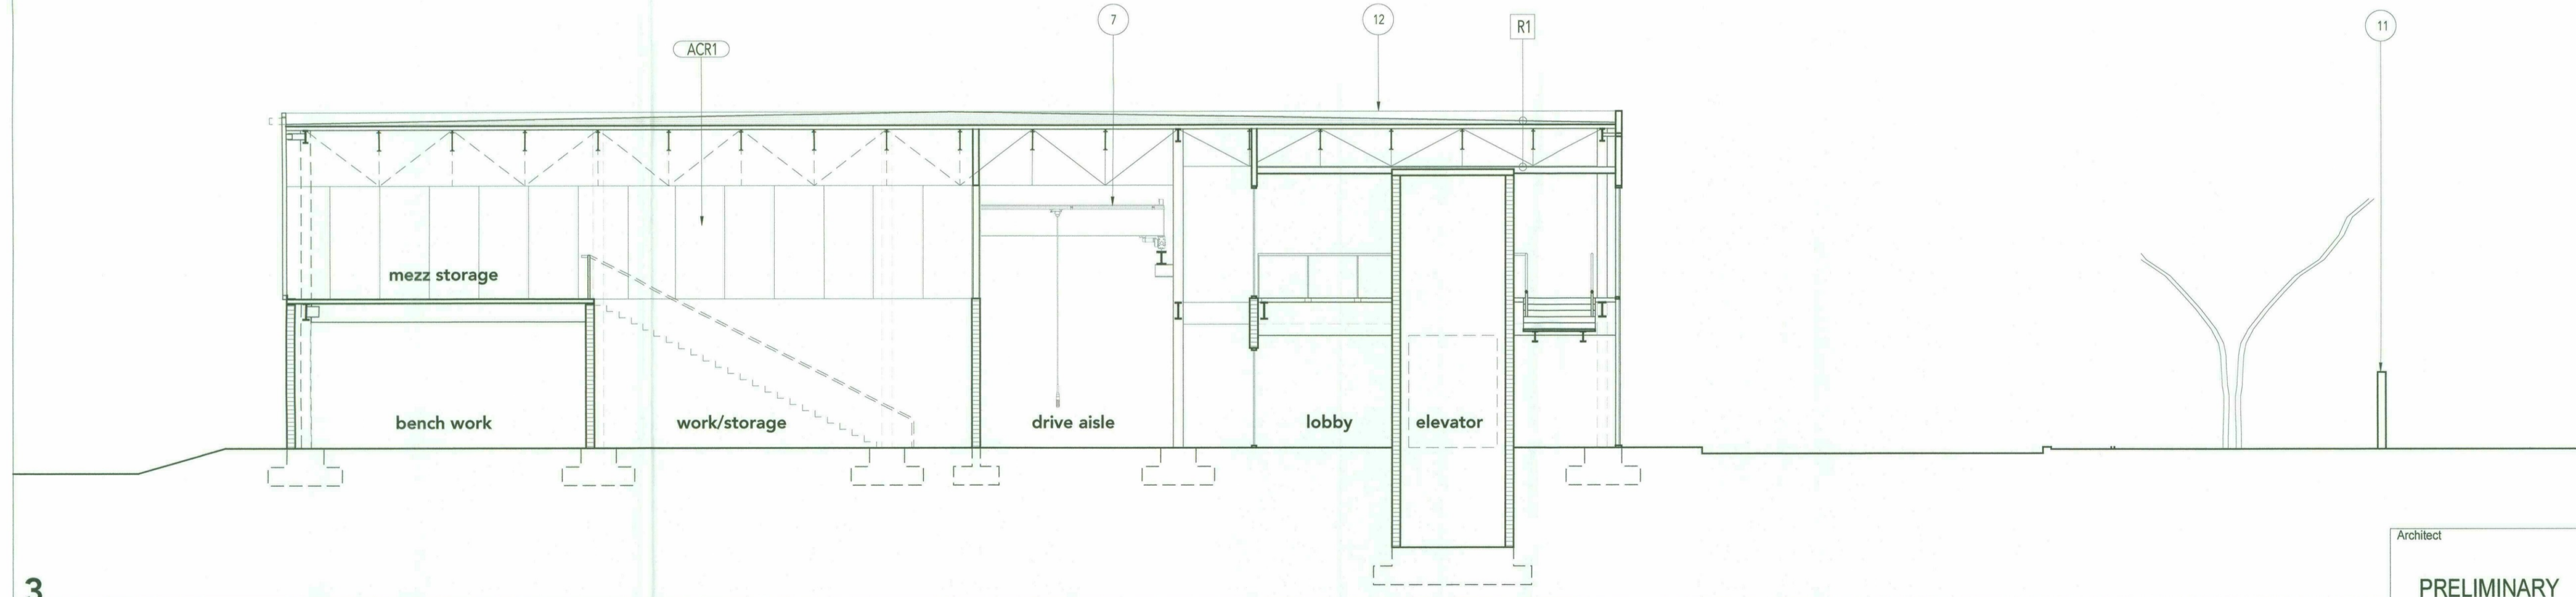 7
12
R1
11
ACR1
mezz storage
bench work
work/storage
drive aisle
lobby
elevator
Architect
3
PRELIMINARY